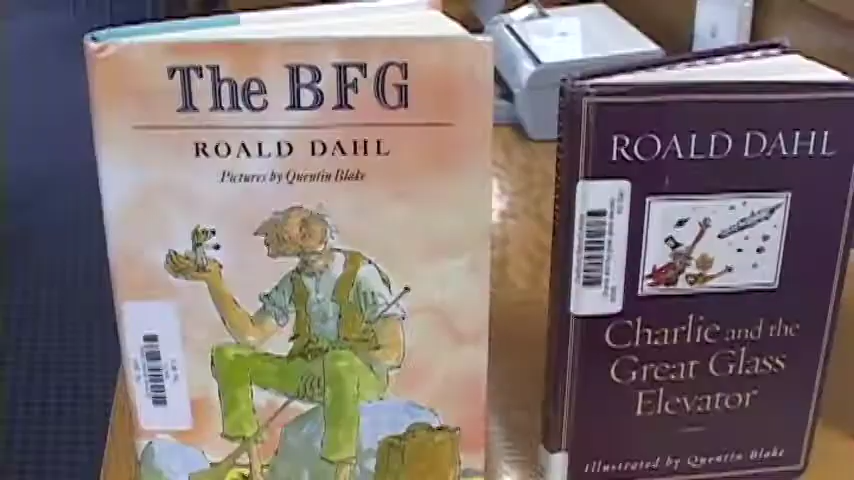 The BFG
ROALD DAHL
Pictures by Quentin Blake
ROALD DAHL
Charlie and the
Great Glass
Elevator
Illustrated by Quentin Blake